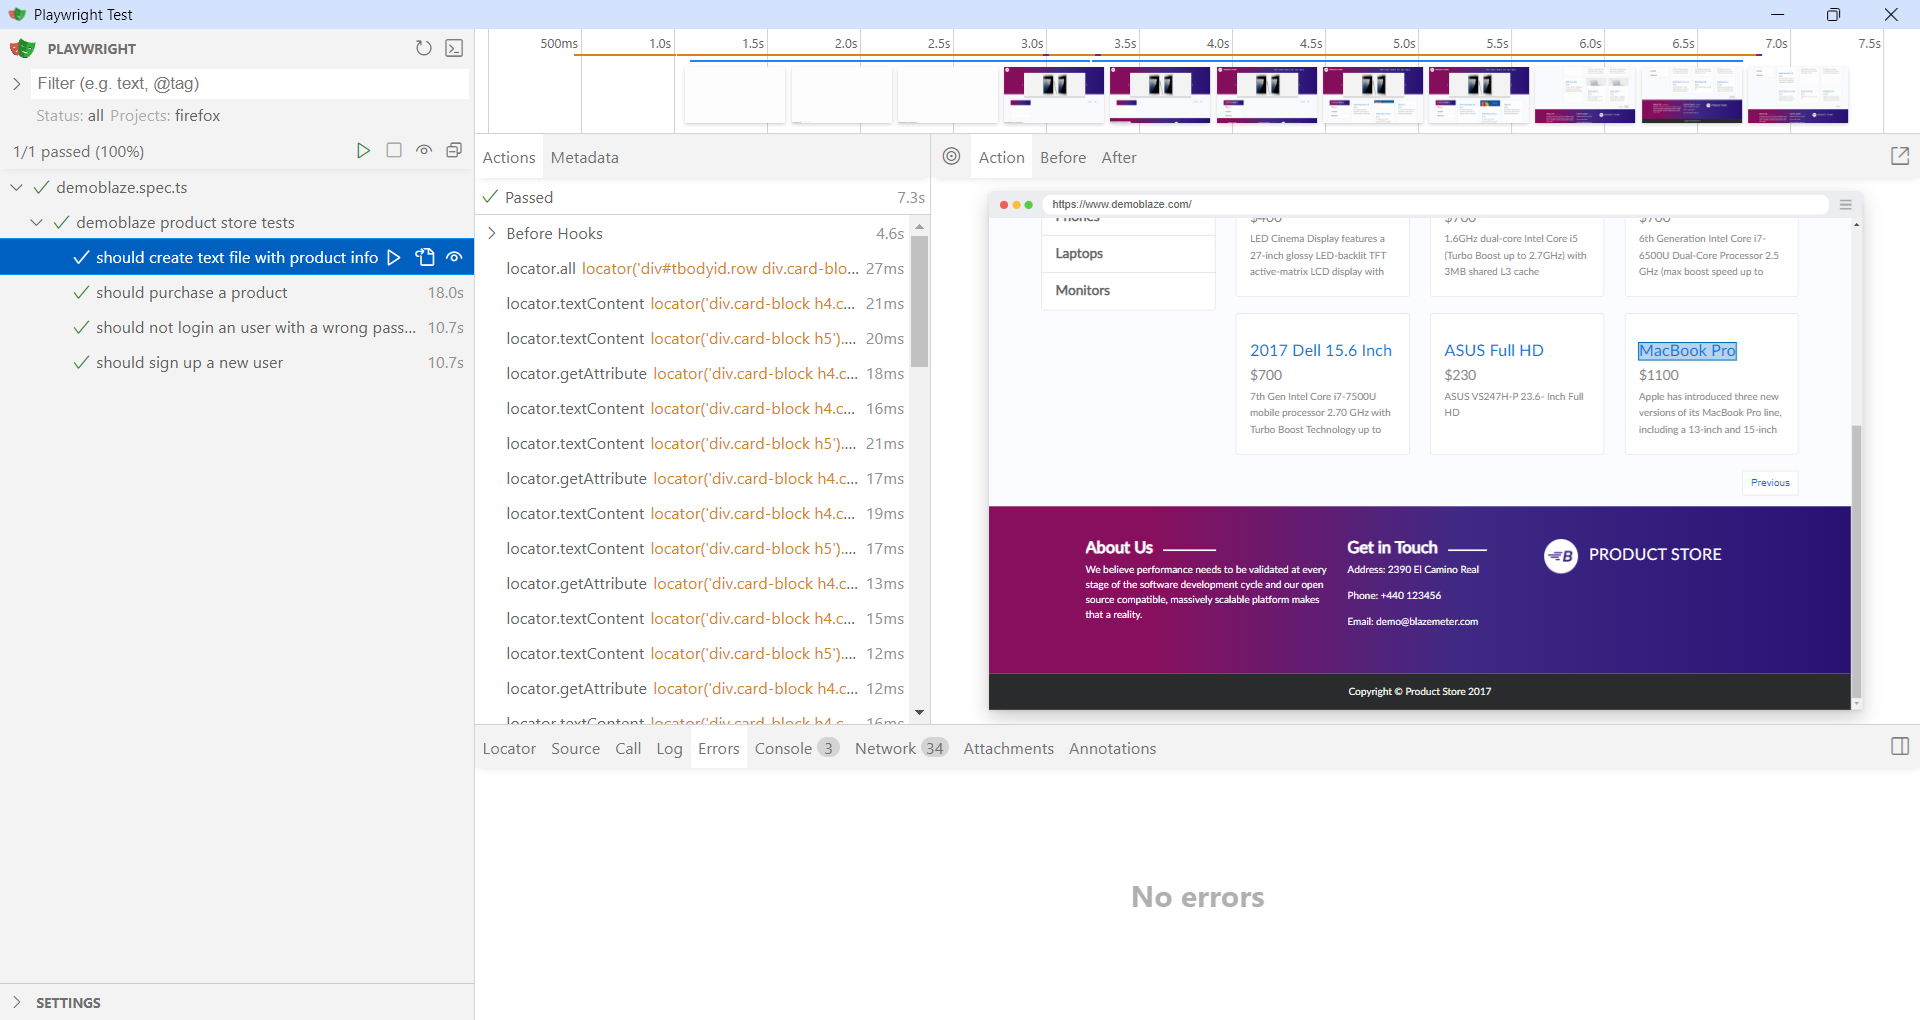 Playwright Test
PLAYWRIGHT
Filter (e.g. text, @tag)
Status: all Projects: firefox
1/1 passed (100%)
demoblaze.spec.ts
demoblaze product store tests
should create text file with product info
should purchase a product 18.0s
should not login an user with a wrong pass... 10.7s
should sign up a new user 10.7s
SETTINGS
500ms 1.0s 1.5s 2.0s 2.5s 3.0s 3.5s 4.0s 4.5s 5.0s 5.5s 6.0s 6.5s 7.0s 7.5s
Actions Metadata
Passed 7.3s
Before Hooks 4.6s
locator.all locator('div#tbodyid.row div.card-blo... 27ms
locator.textContent locator('div.card-block h4.c... 21ms
locator.textContent locator('div.card-block h5').... 20ms
locator.getAttribute locator('div.card-block h4.c... 18ms
locator.textContent locator('div.card-block h4.c... 16ms
locator.textContent locator('div.card-block h5').... 21ms
locator.getAttribute locator('div.card-block h4.c... 17ms
locator.textContent locator('div.card-block h4.c... 19ms
locator.textContent locator('div.card-block h5').... 17ms
locator.getAttribute locator('div.card-block h4.c... 13ms
locator.textContent locator('div.card-block h4.c... 15ms
locator.textContent locator('div.card-block h5').... 12ms
locator.getAttribute locator('div.card-block h4.c... 12ms
locator.textContent locator('div.card-block h4.c... 16ms
Action Before After
https://www.demoblaze.com/
Phones
Laptops
Monitors
$400
LED Cinema Display features a
27-inch glossy LED-backlit TFT
active-matrix LCD display with
$700
1.6GHz dual-core Intel Core i5
(Turbo Boost up to 2.7GHz) with
3MB shared L3 cache
$700
6th Generation Intel Core i7-
6500U Dual-Core Processor 2.5
GHz (max boost speed up to
2017 Dell 15.6 Inch
$700
7th Gen Intel Core i7-7500U
mobile processor 2.70 GHz with
Turbo Boost Technology up to
ASUS Full HD
$230
ASUS VS247H-P 23.6- Inch Full
HD
MacBook Pro
$1100
Apple has introduced three new
versions of its MacBook Pro line,
including a 13-inch and 15-inch
Previous
About Us
We believe performance needs to be validated at every
stage of the software development cycle and our open
source compatible, massively scalable platform makes
that a reality.
Get in Touch
Address: 2390 El Camino Real
Phone: +440 123456
Email: demo@blazemeter.com
PRODUCT STORE
Copyright © Product Store 2017
Locator Source Call Log Errors Console 3 Network 34 Attachments Annotations
No errors